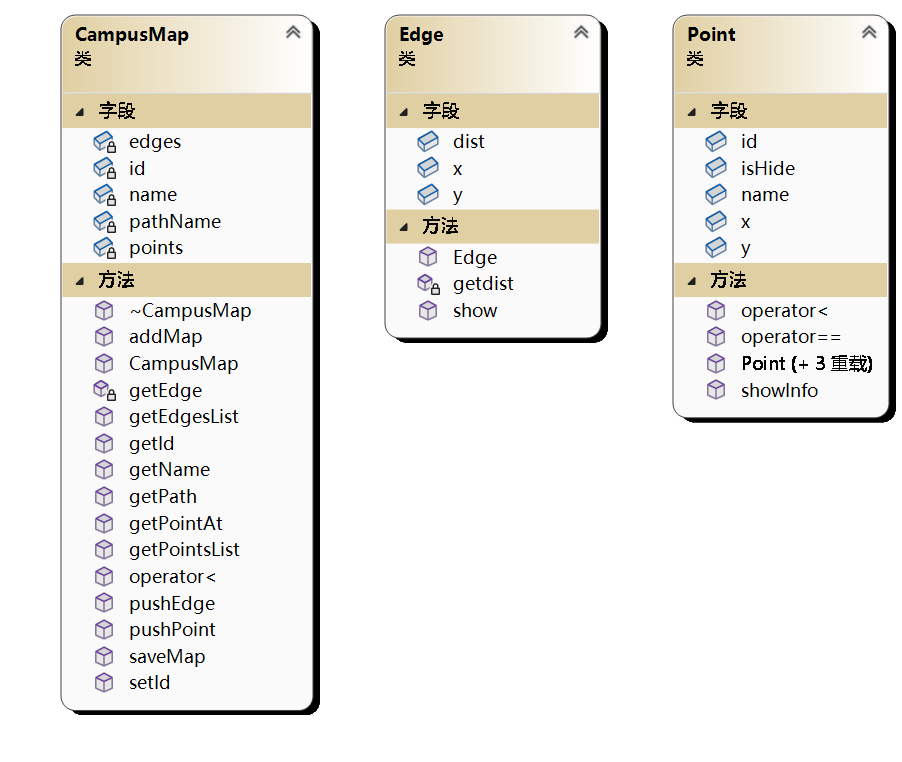 CampusMap
类
字段
edges
id
name
pathName
points
方法
~CampusMap
addMap
CampusMap
getEdge
getEdgesList
getId
getName
getPath
getPointAt
getPointsList
operator<
pushEdge
pushPoint
saveMap
setId
Edge
类
字段
dist
x
y
方法
Edge
getdist
show
Point
类
字段
id
isHide
name
x
y
方法
operator<
operator==
Point (+ 3 重载)
showInfo